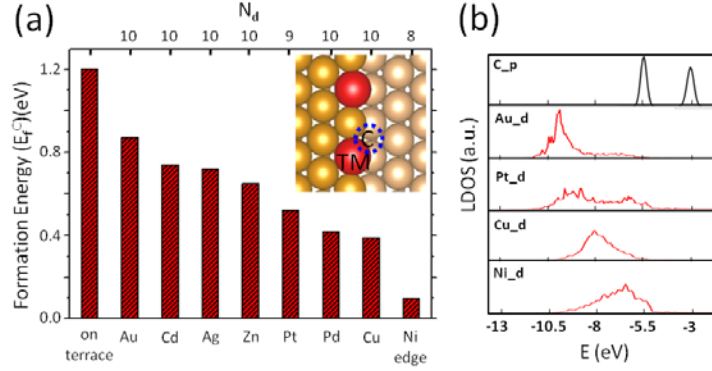 (a)
N_d
10 10 10 10 9 10 10 8
Formation Energy (E_f^C)(eV)
1.2
0.8
0.4
0.0
C
TM
on terrace Au Cd Ag Zn Pt Pd Cu Ni edge
(b)
LDOS (a.u.)
C_p
Au_d
Pt_d
Cu_d
Ni_d
-13 -10.5 -8 -5.5 -3
E (eV)